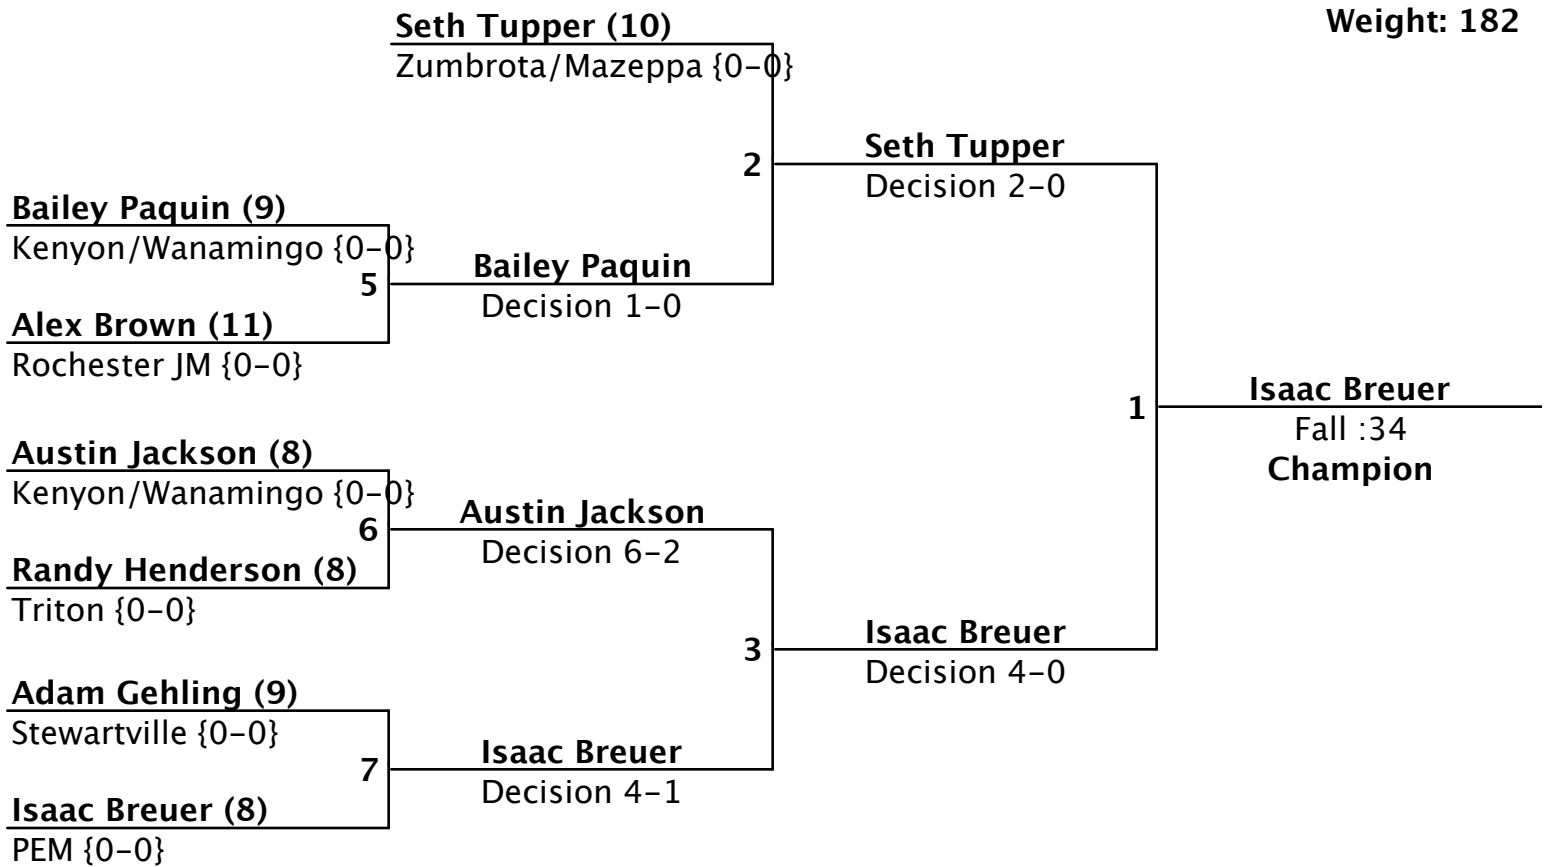 Weight: 182
Seth Tupper (10)
Zumbrota/Mazeppa {0-0}
2
Seth Tupper
Decision 2-0
Bailey Paquin (9)
Kenyon/Wanamingo {0-0}
5
Bailey Paquin
Decision 1-0
Alex Brown (11)
Rochester JM {0-0}
1
Isaac Breuer
Fall :34
Champion
Austin Jackson (8)
Kenyon/Wanamingo {0-0}
6
Austin Jackson
Decision 6-2
Randy Henderson (8)
Triton {0-0}
3
Isaac Breuer
Decision 4-0
Adam Gehling (9)
Stewartville {0-0}
7
Isaac Breuer
Decision 4-1
Isaac Breuer (8)
PEM {0-0}